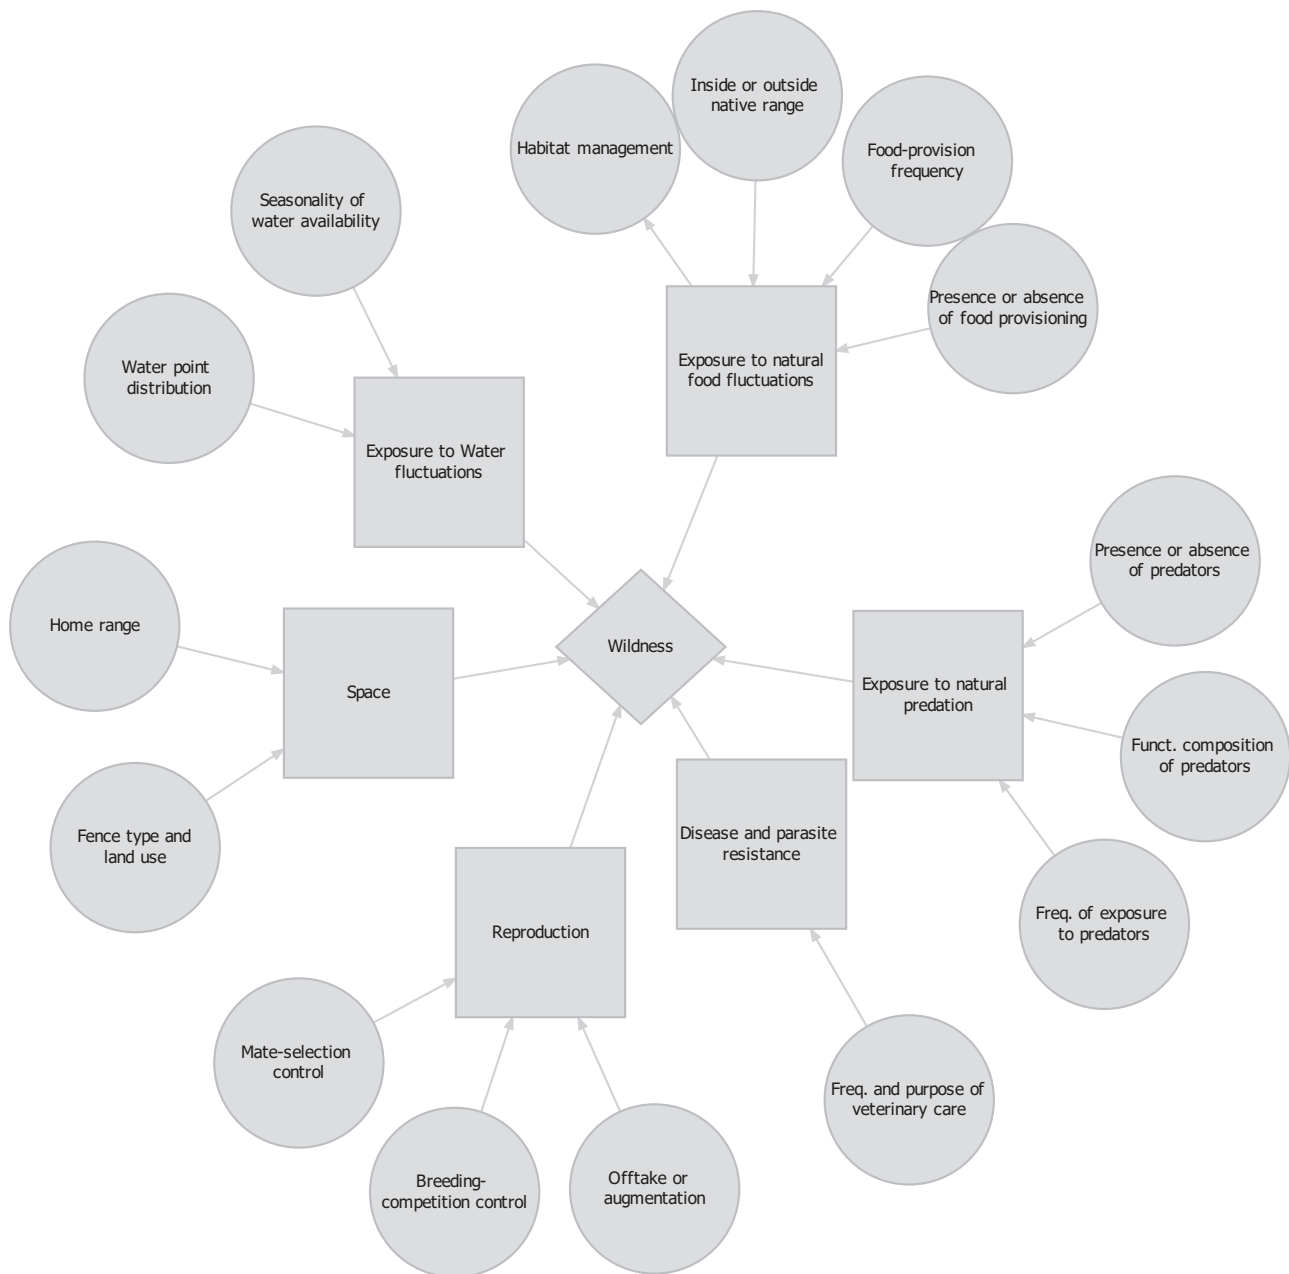 Inside or outside
native range
Habitat management
Food-provision
frequency
Seasonality of
water availability
Presence or absence
of food provisioning
Water point
distribution
Exposure to natural
food fluctuations
Exposure to Water
fluctuations
Presence or absence
of predators
Home range
Wildness
Space
Exposure to natural
predation
Funct. composition
of predators
Fence type and
land use
Disease and parasite
resistance
Reproduction
Freq. of exposure
to predators
Mate-selection
control
Freq. and purpose of
veterinary care
Breeding-
competition control
Offtake or
augmentation